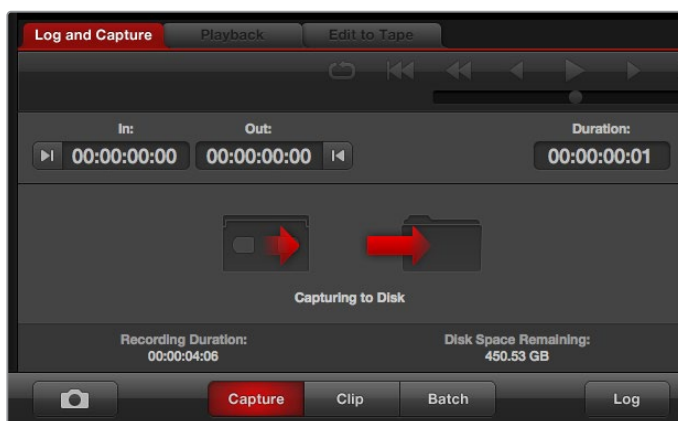 Log and Capture Playback Edit to Tape
In: Out: Duration:
00:00:00:00 00:00:00:00 00:00:00:01
Capturing to Disk
Recording Duration: Disk Space Remaining:
00:00:04:06 450.53 GB
Capture Clip Batch Log